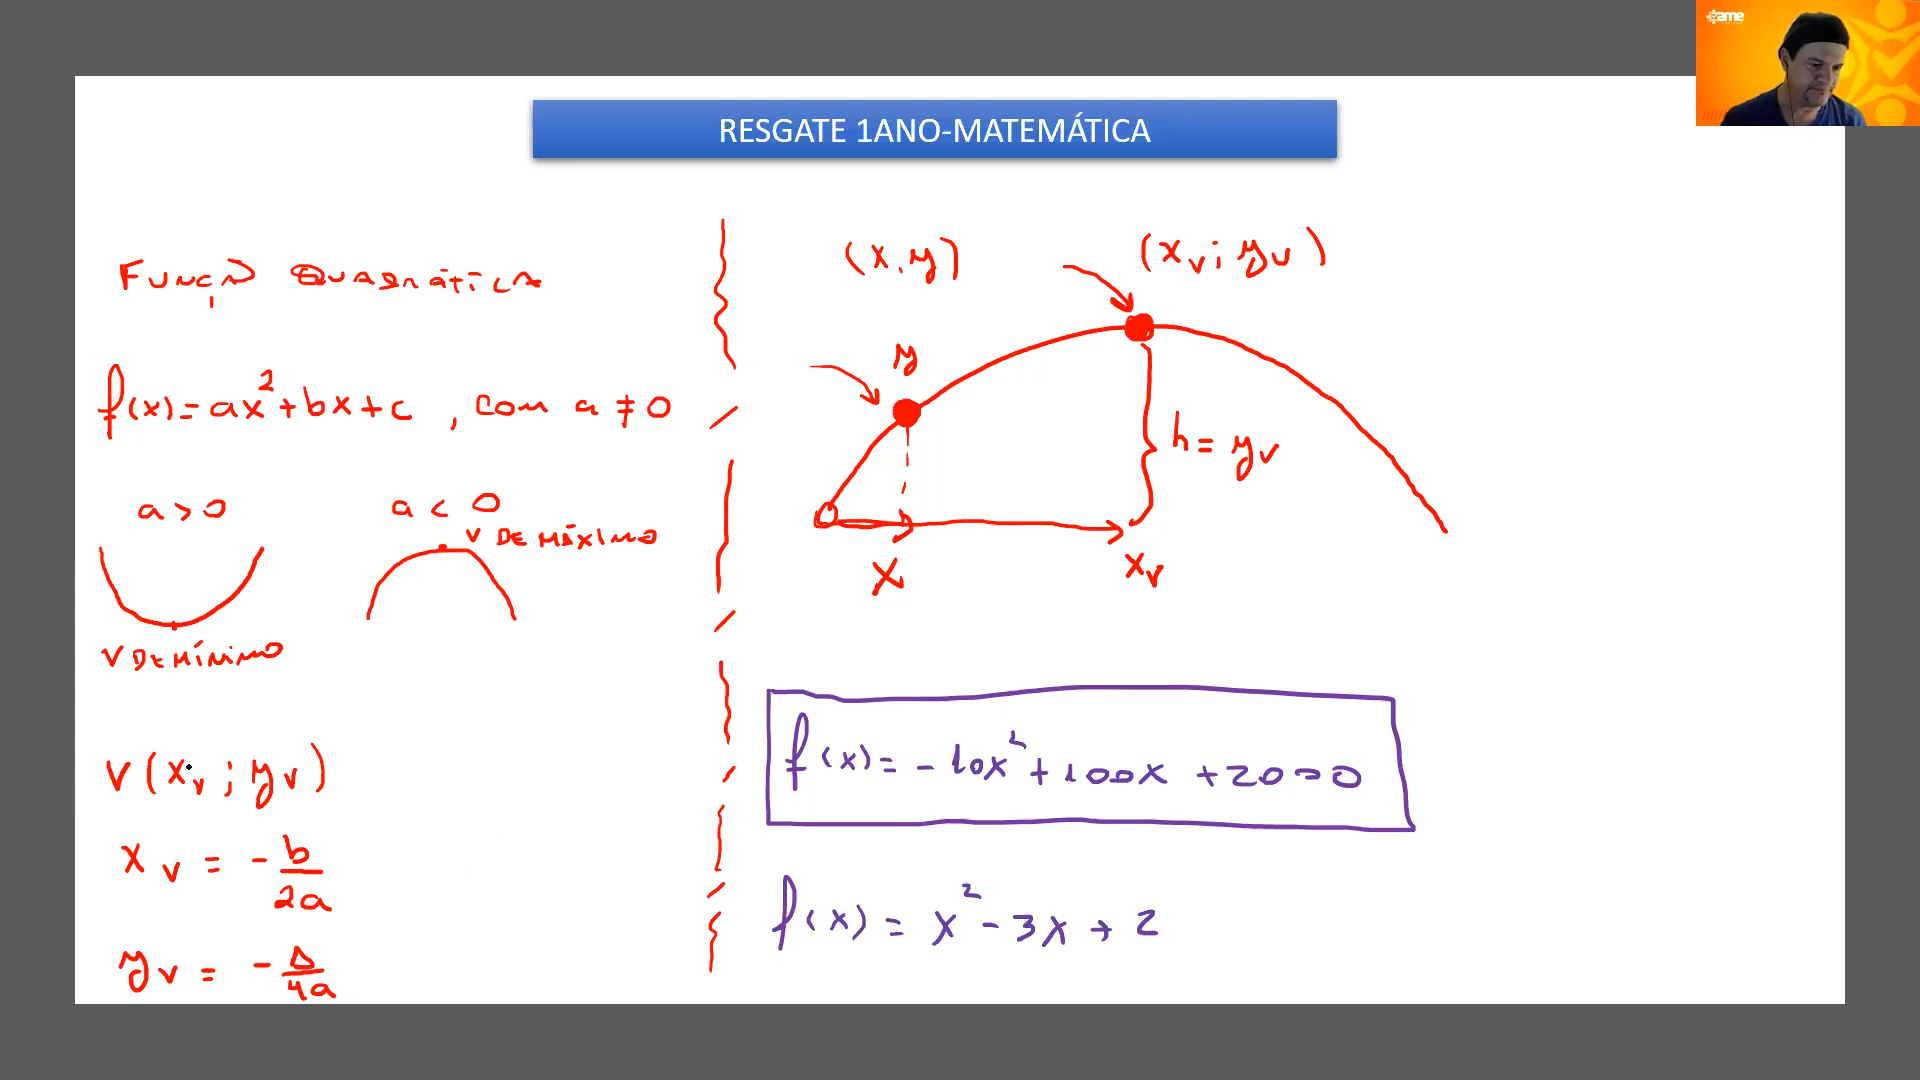 ame
RESGATE 1ANO-MATEMÁTICA
Função Quadrática
f(x)=ax²+bx+c , com a ≠ 0
a > 0
a < 0
V DE MÁXIMO
V DE MÍNIMO
V (xv ; yv)
xv = - b/2a
yv = - Δ/4a
(x,y)
(xv ; yv)
y
h = yv
x
xv
f(x)= -10x² + 100x + 2000
f(x) = x² - 3x + 2